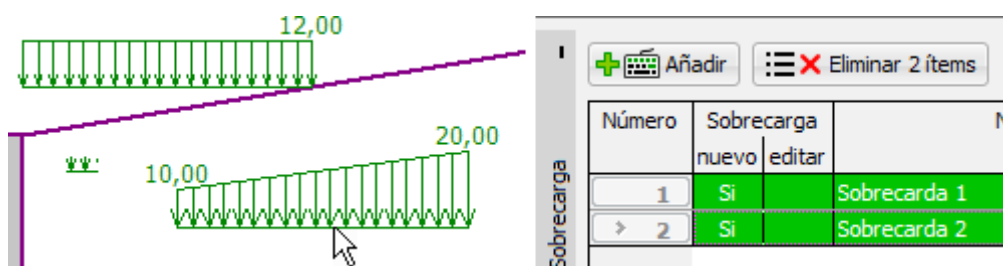 12,00
20,00
10,00
Sobrecarga
Añadir
Eliminar 2 ítems
Número Sobrecarga N
nuevo editar
1 Si Sobrecarda 1
2 Si Sobrecarda 2